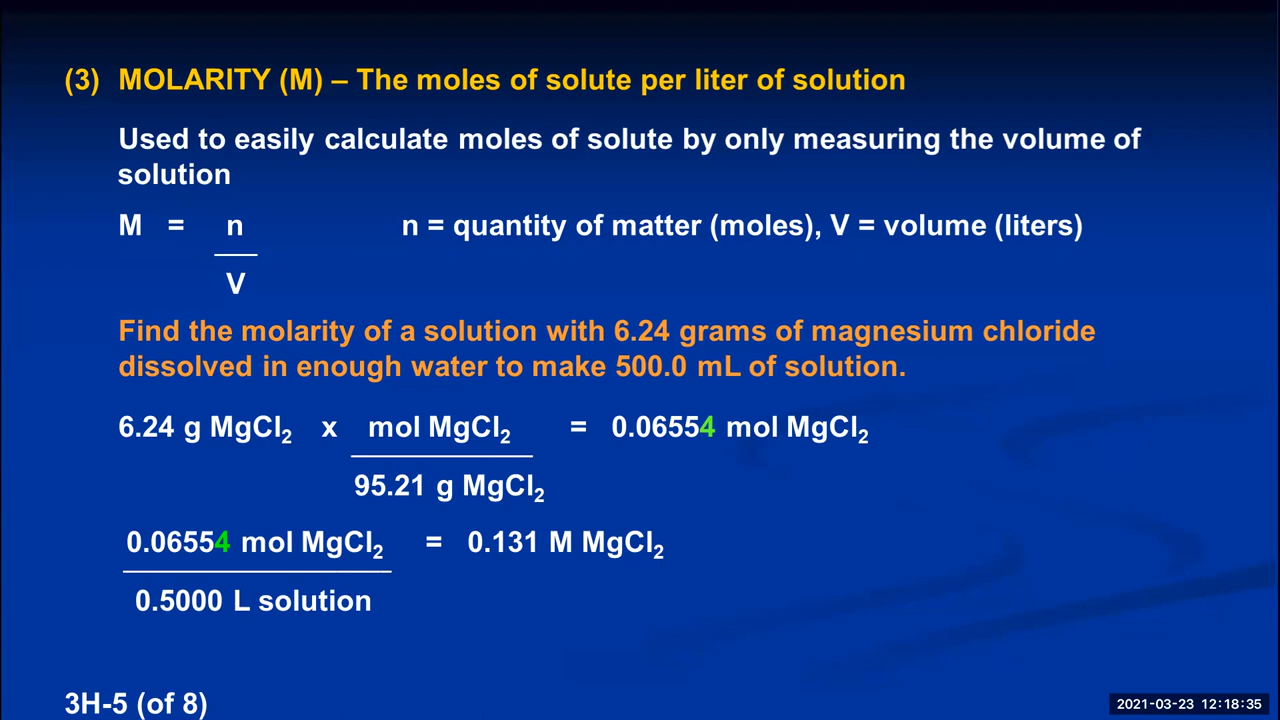 (3) MOLARITY (M) – The moles of solute per liter of solution
Used to easily calculate moles of solute by only measuring the volume of
solution
M = n n = quantity of matter (moles), V = volume (liters)
V
Find the molarity of a solution with 6.24 grams of magnesium chloride
dissolved in enough water to make 500.0 mL of solution.
6.24 g MgCl₂ x mol MgCl₂ = 0.06554 mol MgCl₂
95.21 g MgCl₂
0.06554 mol MgCl₂ = 0.131 M MgCl₂
0.5000 L solution
3H-5 (of 8)
2021-03-23 12:18:35